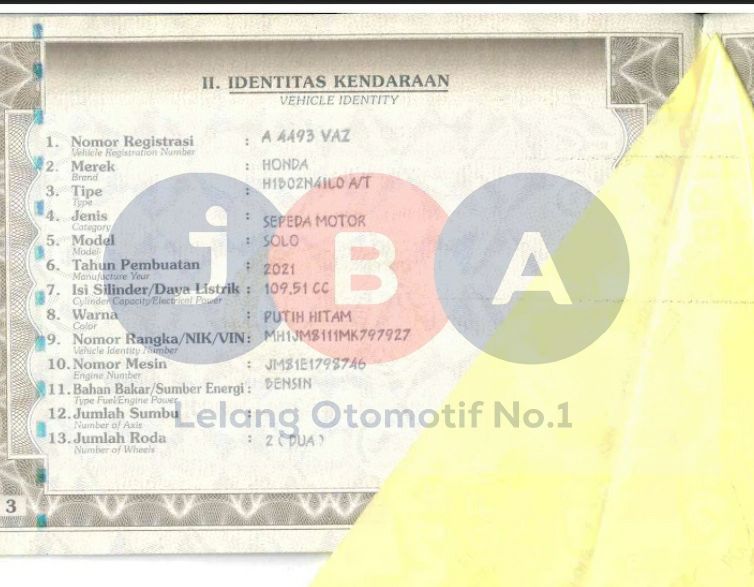 II. IDENTITAS KENDARAAN
VEHICLE IDENTITY
1. Nomor Registrasi : A 4493 VAZ
Vehicle Registration Number
2. Merek : HONDA
Brand
3. Tipe : H1B02N41L0 A/T
Type
4. Jenis : SEPEDA MOTOR
Category
5. Model : SOLO
Model
6. Tahun Pembuatan : 2021
Manufacture Year
7. Isi Silinder/Daya Listrik : 109,51 CC
Cylinder Capacity/Electrical Power
8. Warna : PUTIH HITAM
Color
9. Nomor Rangka/NIK/VIN : MH1JM8111MK797927
Vehicle Identity Number
10. Nomor Mesin : JM81E1798746
Engine Number
11. Bahan Bakar/Sumber Energi : BENSIN
Type Fuel/Engine Power
12. Jumlah Sumbu :
Number of Axis
13. Jumlah Roda : 2 (DUA)
Number of Wheels
3
JBA
Lelang Otomotif No.1